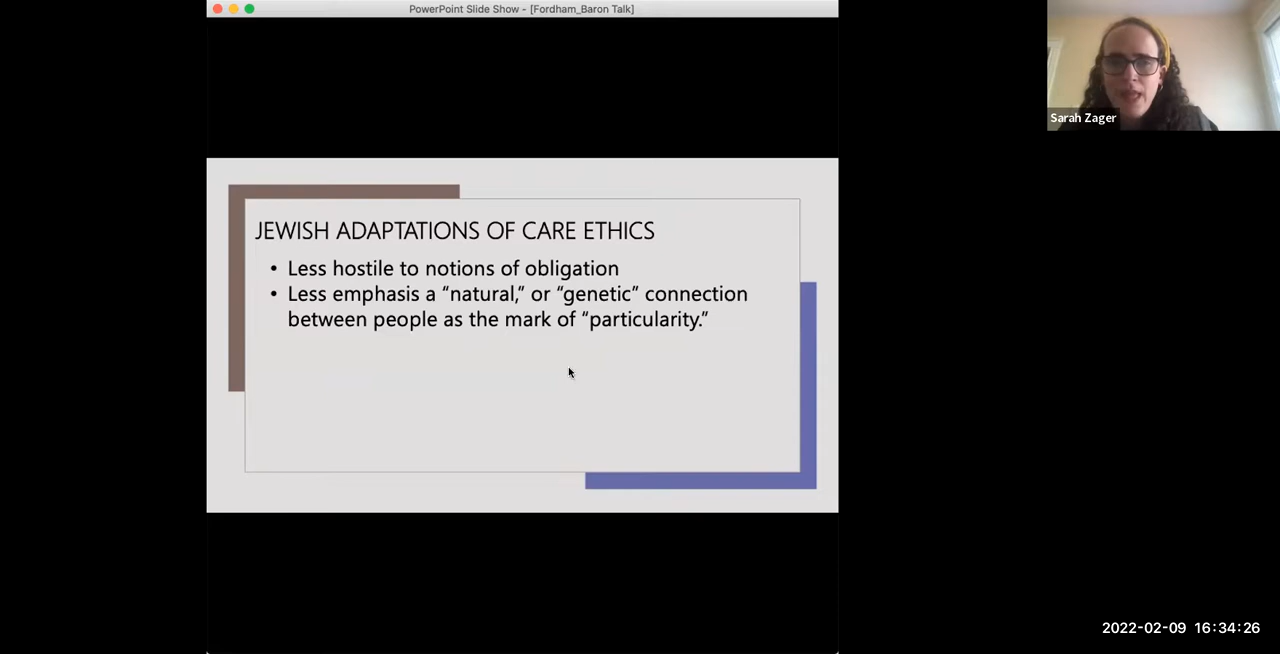 PowerPoint Slide Show - [Fordham_Baron Talk]
Sarah Zager
JEWISH ADAPTATIONS OF CARE ETHICS
• Less hostile to notions of obligation
• Less emphasis a “natural,” or “genetic” connection
between people as the mark of “particularity.”
2022-02-09 16:34:26